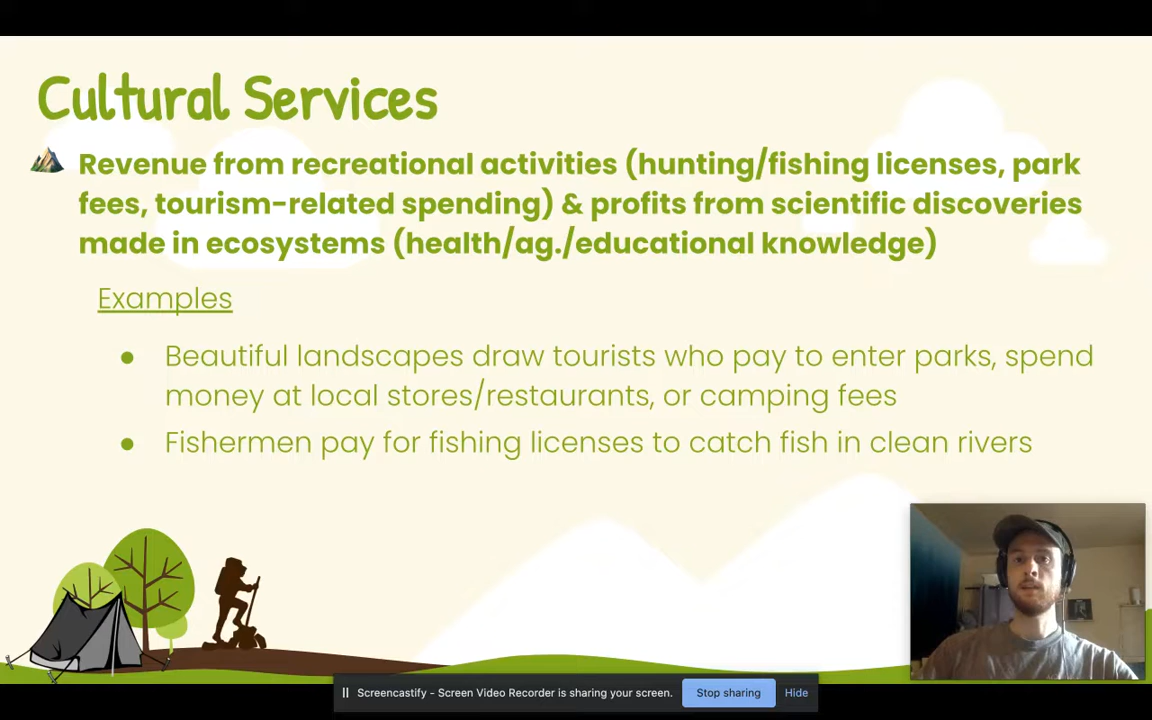 Cultural Services
Revenue from recreational activities (hunting/fishing licenses, park
fees, tourism-related spending) & profits from scientific discoveries
made in ecosystems (health/ag./educational knowledge)
Examples
● Beautiful landscapes draw tourists who pay to enter parks, spend
money at local stores/restaurants, or camping fees
● Fishermen pay for fishing licenses to catch fish in clean rivers
Screencastify - Screen Video Recorder is sharing your screen. Stop sharing Hide